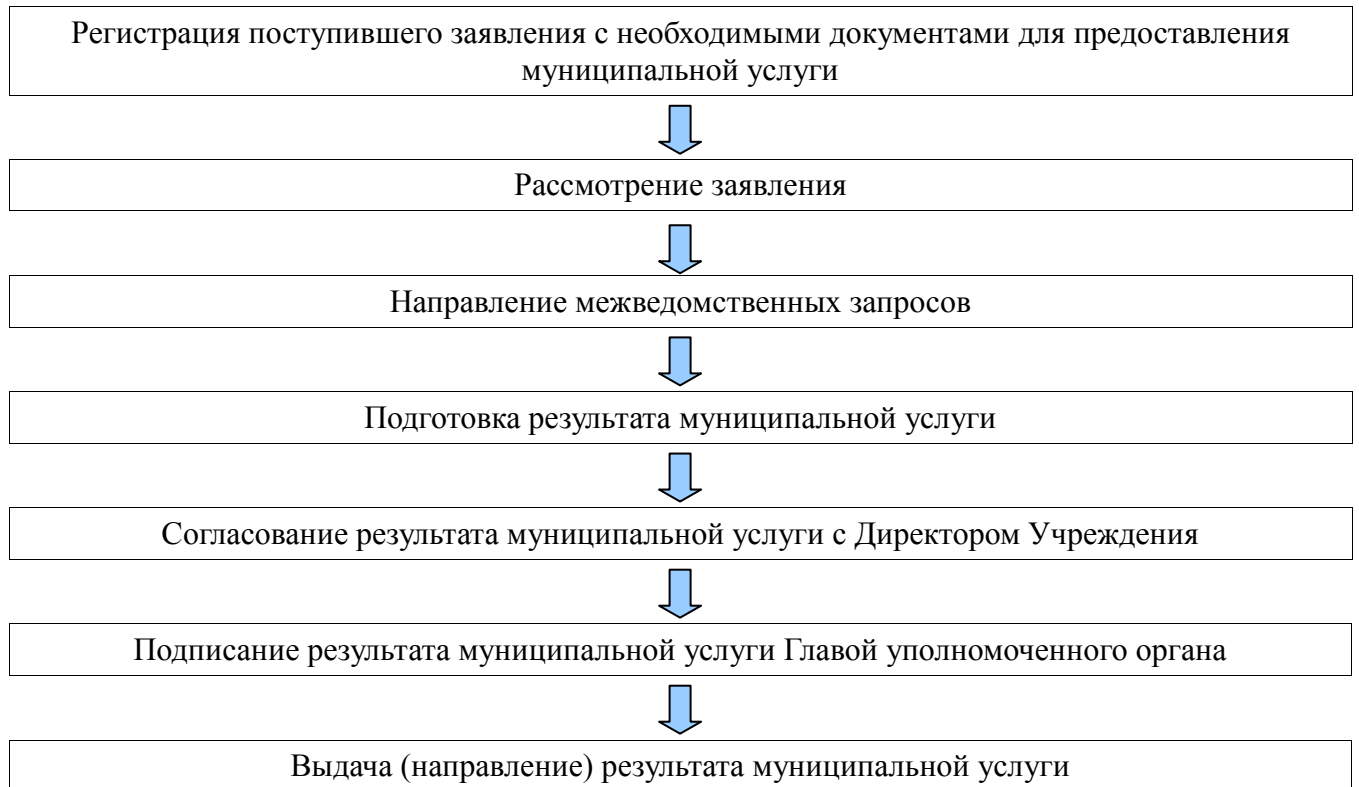 Регистрация поступившего заявления с необходимыми документами для предоставления
муниципальной услуги
Рассмотрение заявления
Направление межведомственных запросов
Подготовка результата муниципальной услуги
Согласование результата муниципальной услуги с Директором Учреждения
Подписание результата муниципальной услуги Главой уполномоченного органа
Выдача (направление) результата муниципальной услуги